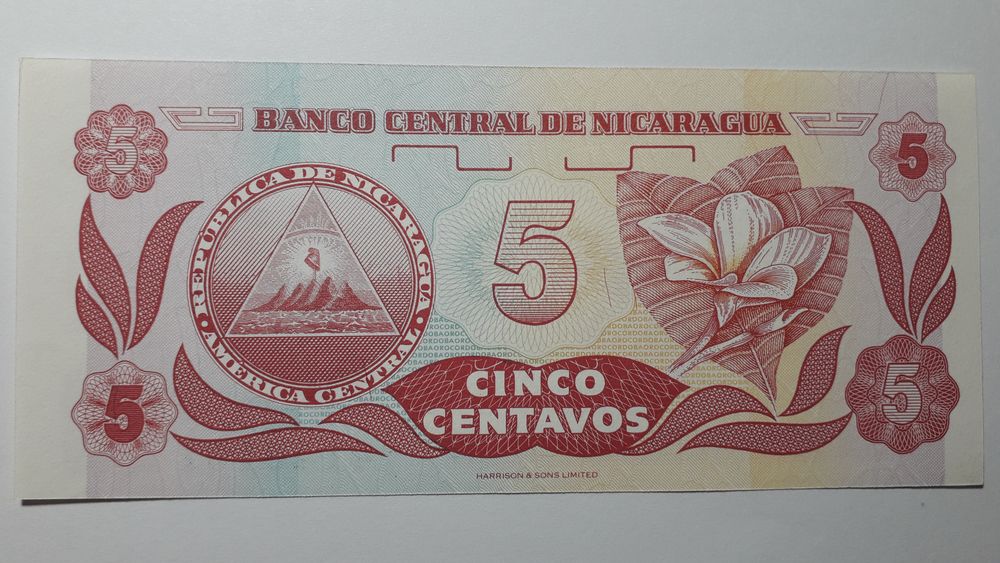 BANCO CENTRAL DE NICARAGUA
5
5
REPUBLICA DE NICARAGUA
AMERICA CENTRAL
5
CINCO
CENTAVOS
5
5
HARRISON & SONS LIMITED